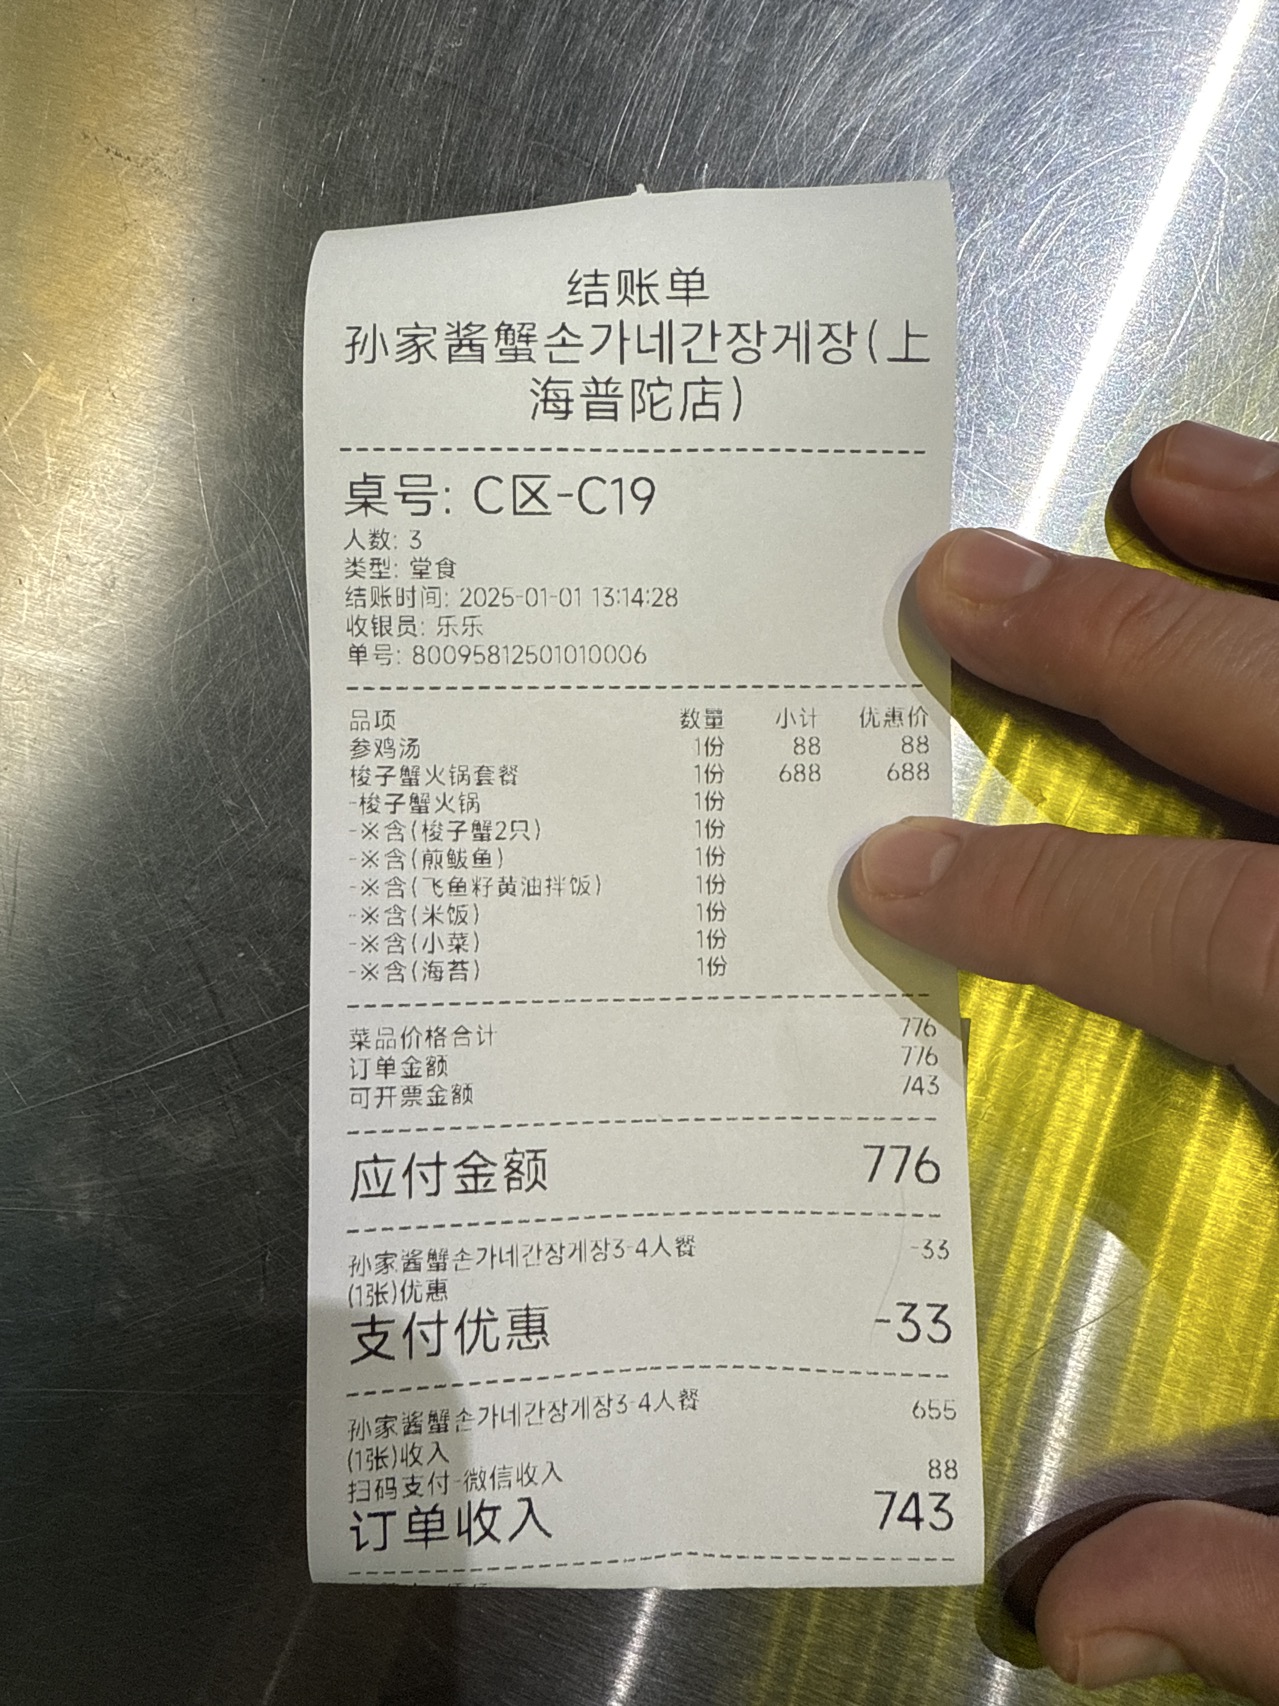 结账单
孙家酱蟹손가네간장게장(上
海普陀店)
桌号: C区-C19
人数: 3
类型: 堂食
结账时间: 2025-01-01 13:14:28
收银员: 乐乐
单号: 80095812501010006
品项 数量 小计 优惠价
参鸡汤 1份 88 88
梭子蟹火锅套餐 1份 688 688
-梭子蟹火锅 1份
-※含(梭子蟹2只) 1份
-※含(煎鲅鱼) 1份
-※含(飞鱼籽黄油拌饭) 1份
-※含(米饭) 1份
-※含(小菜) 1份
-※含(海苔) 1份
菜品价格合计 776
订单金额 776
可开票金额 743
应付金额 776
孙家酱蟹손가네간장게장3-4人餐 -33
(1张)优惠
支付优惠 -33
孙家酱蟹손가네간장게장3-4人餐 655
(1张)收入
扫码支付-微信收入 88
订单收入 743